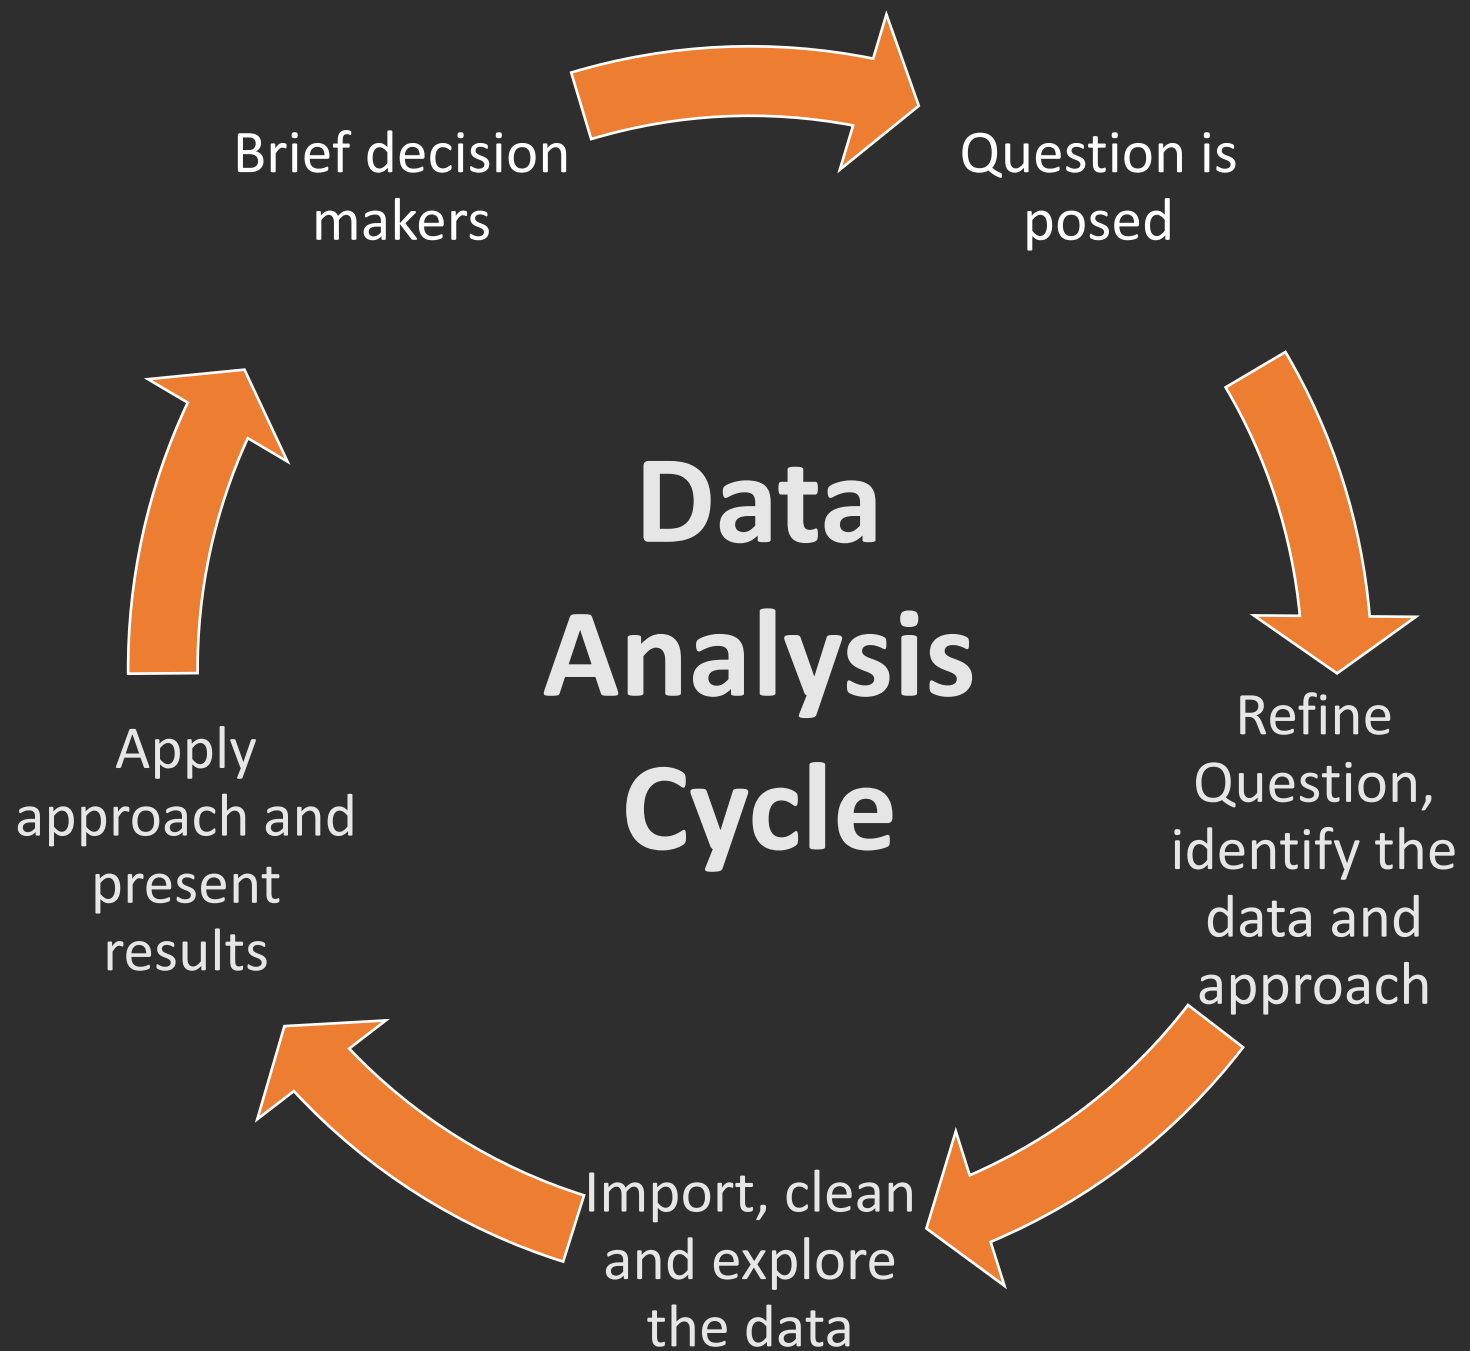 Brief decision
makers
Question is
posed
Data
Analysis
Cycle
Refine
Question,
identify the
data and
approach
Import, clean
and explore
the data
Apply
approach and
present
results